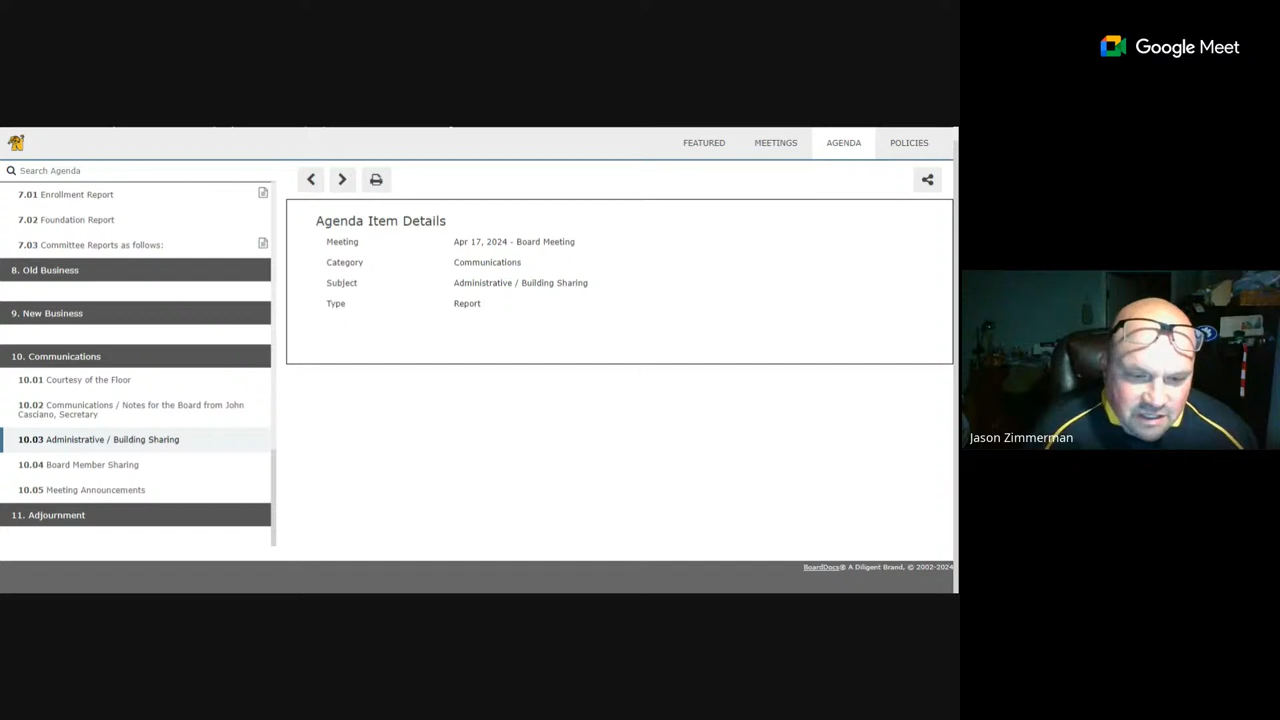 Google Meet
FEATURED
MEETINGS
AGENDA
POLICIES
Search Agenda
7.01 Enrollment Report
7.02 Foundation Report
7.03 Committee Reports as follows:
8. Old Business
9. New Business
10. Communications
10.01 Courtesy of the Floor
10.02 Communications / Notes for the Board from John
Casciano, Secretary
10.03 Administrative / Building Sharing
10.04 Board Member Sharing
10.05 Meeting Announcements
11. Adjournment
Agenda Item Details
Meeting Apr 17, 2024 - Board Meeting
Category Communications
Subject Administrative / Building Sharing
Type Report
Jason Zimmerman
BoardDocs® A Diligent Brand, © 2002-2024